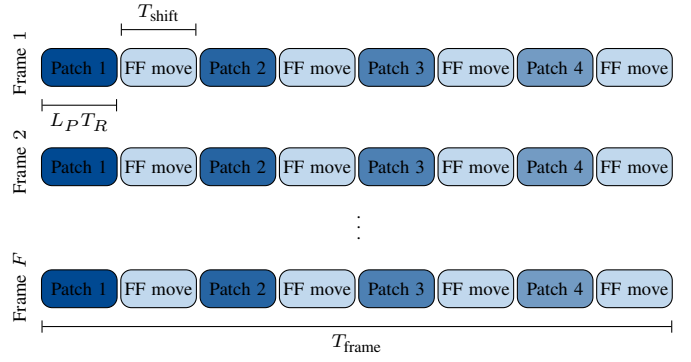 T_shift
Frame 1
Patch 1 FF move Patch 2 FF move Patch 3 FF move Patch 4 FF move
L_P T_R
Frame 2
Patch 1 FF move Patch 2 FF move Patch 3 FF move Patch 4 FF move
⋮
Frame F
Patch 1 FF move Patch 2 FF move Patch 3 FF move Patch 4 FF move
T_frame